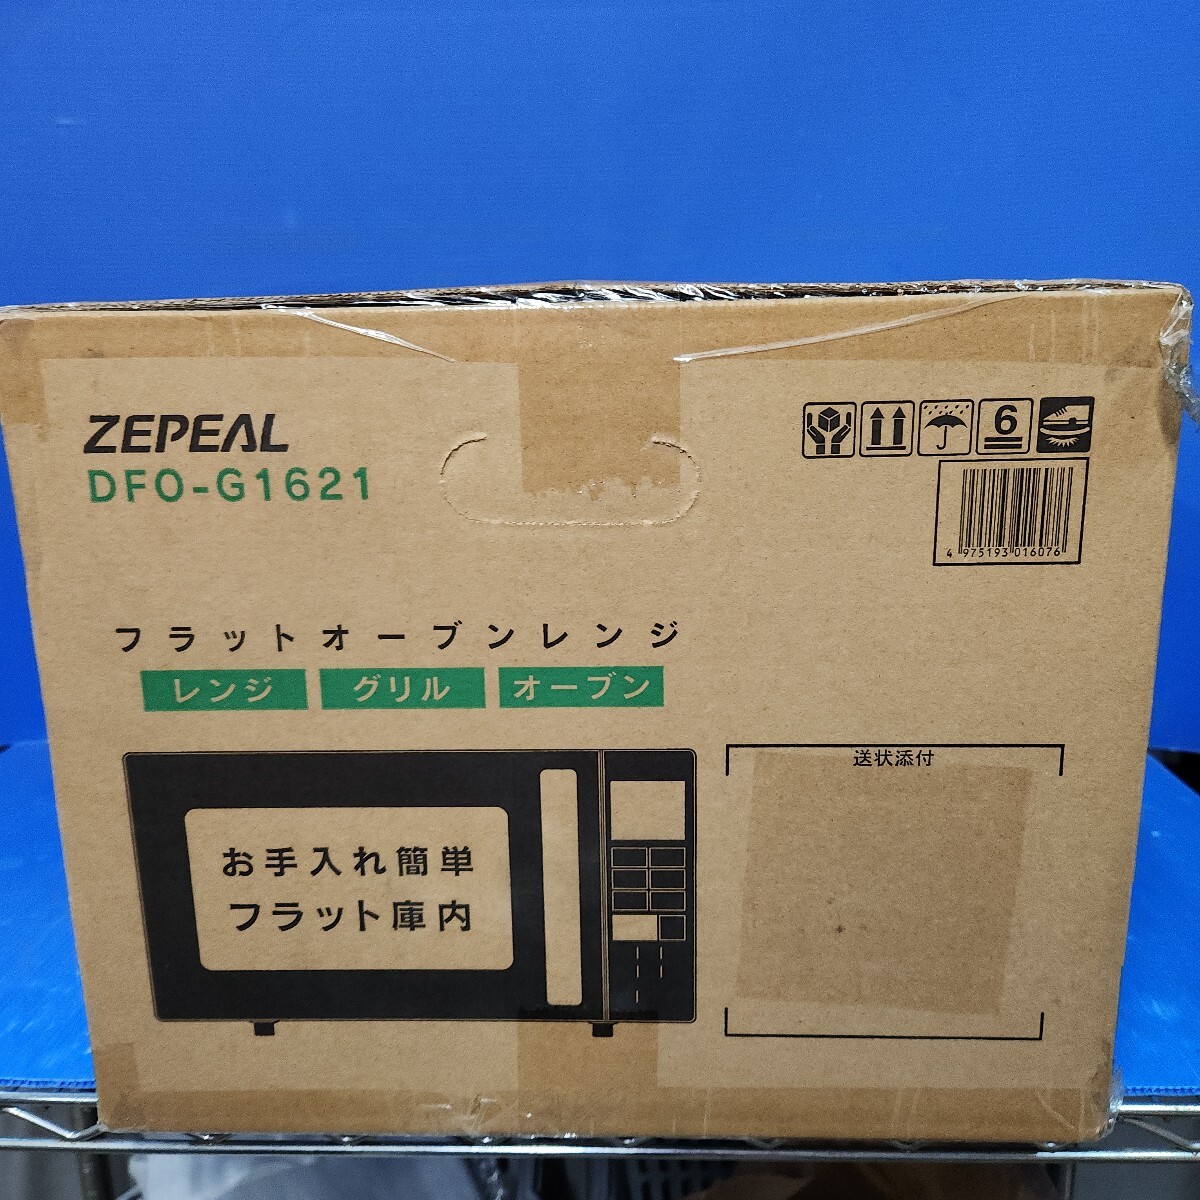 ZEPEAL
DFO-G1621
6
4 975193 016076
フラットオーブンレンジ
レンジ グリル オーブン
お手入れ簡単
フラット庫内
送状添付